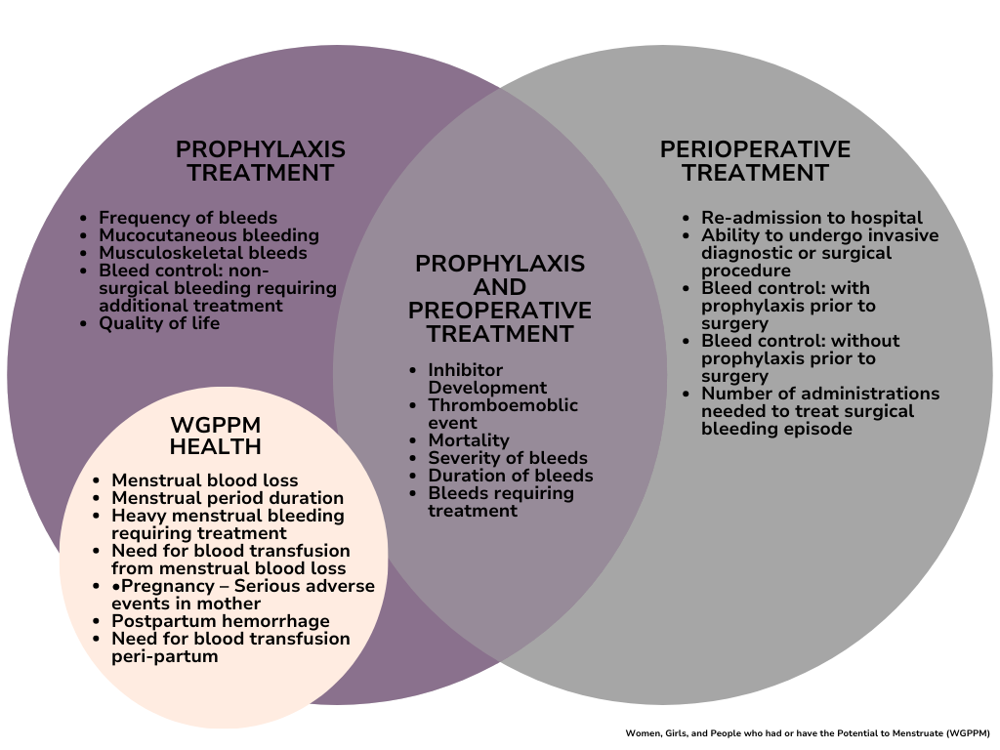 PROPHYLAXIS
TREATMENT
• Frequency of bleeds
• Mucocutaneous bleeding
• Musculoskeletal bleeds
• Bleed control: non-
surgical bleeding requiring
additional treatment
• Quality of life
WGPPM
HEALTH
• Menstrual blood loss
• Menstrual period duration
• Heavy menstrual bleeding
requiring treatment
• Need for blood transfusion
from menstrual blood loss
• •Pregnancy – Serious adverse
events in mother
• Postpartum hemorrhage
• Need for blood transfusion
peri-partum
PROPHYLAXIS
AND
PREOPERATIVE
TREATMENT
• Inhibitor
Development
• Thromboemoblic
event
• Mortality
• Severity of bleeds
• Duration of bleeds
• Bleeds requiring
treatment
PERIOPERATIVE
TREATMENT
• Re-admission to hospital
• Ability to undergo invasive
diagnostic or surgical
procedure
• Bleed control: with
prophylaxis prior to
surgery
• Bleed control: without
prophylaxis prior to
surgery
• Number of administrations
needed to treat surgical
bleeding episode
Women, Girls, and People who had or have the Potential to Menstruate (WGPPM)